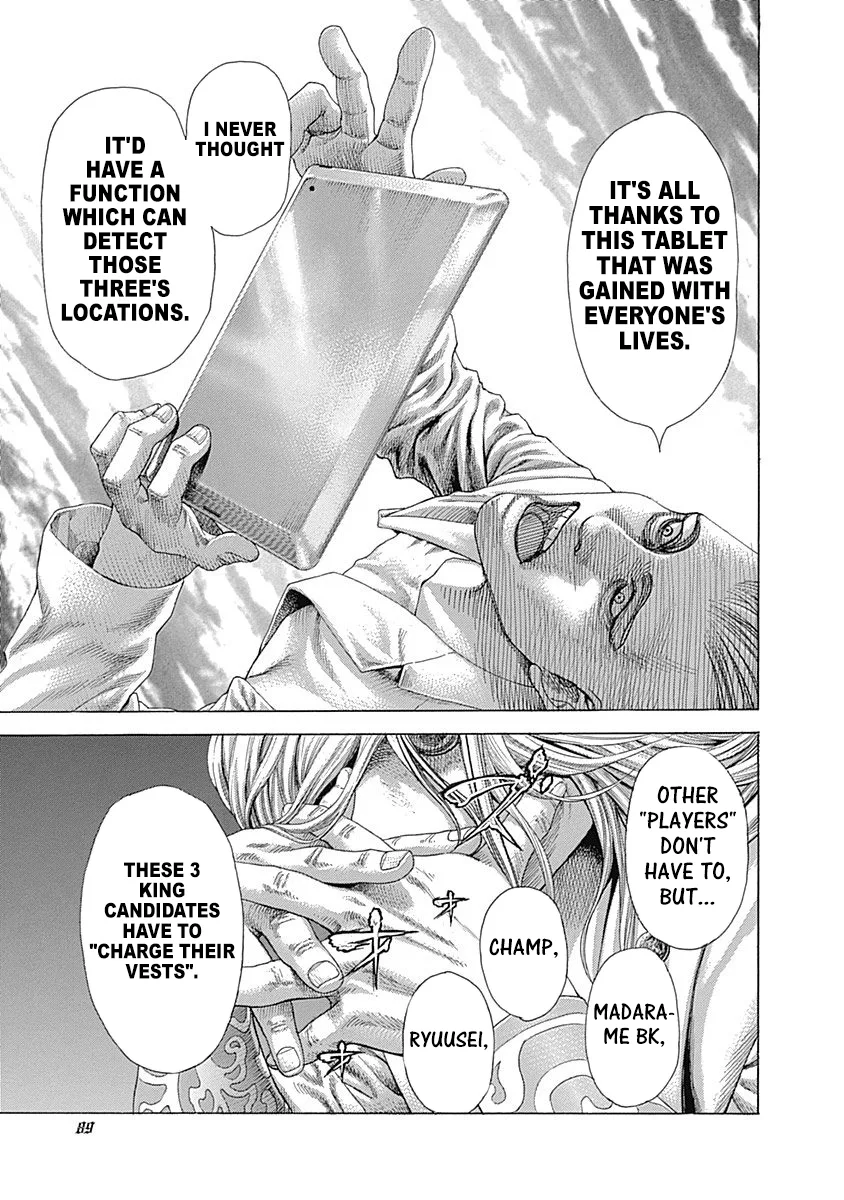 IT'S ALL
THANKS TO
THIS TABLET
THAT WAS
GAINED WITH
EVERYONE'S
LIVES.
I NEVER
THOUGHT
IT'D
HAVE A
FUNCTION
WHICH CAN
DETECT
THOSE
THREE'S
LOCATIONS.
OTHER
"PLAYERS"
DON'T
HAVE TO,
BUT...
MADARA-
ME BK,
CHAMP,
RYUUSEI,
THESE 3
KING
CANDIDATES
HAVE TO
"CHARGE THEIR
VESTS".
89